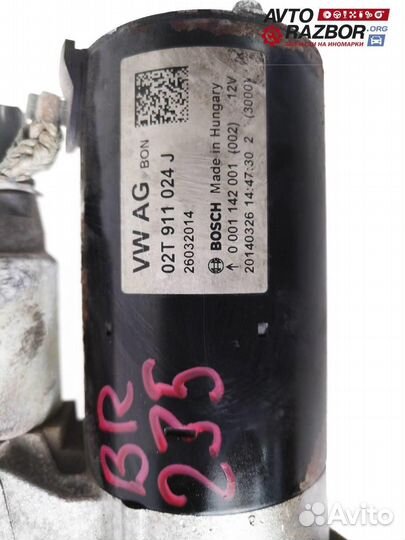 AVTO
RAZBOR.ORG
ЗАПЧАСТИ НА ИНОМАРКИ
VW AG BON
02T 911 024 J
26032014
BOSCH Made in Hungary
0 001 142 001 (002) 12V
20140326 14:47:30 2 (3000)
BR
235
Avito